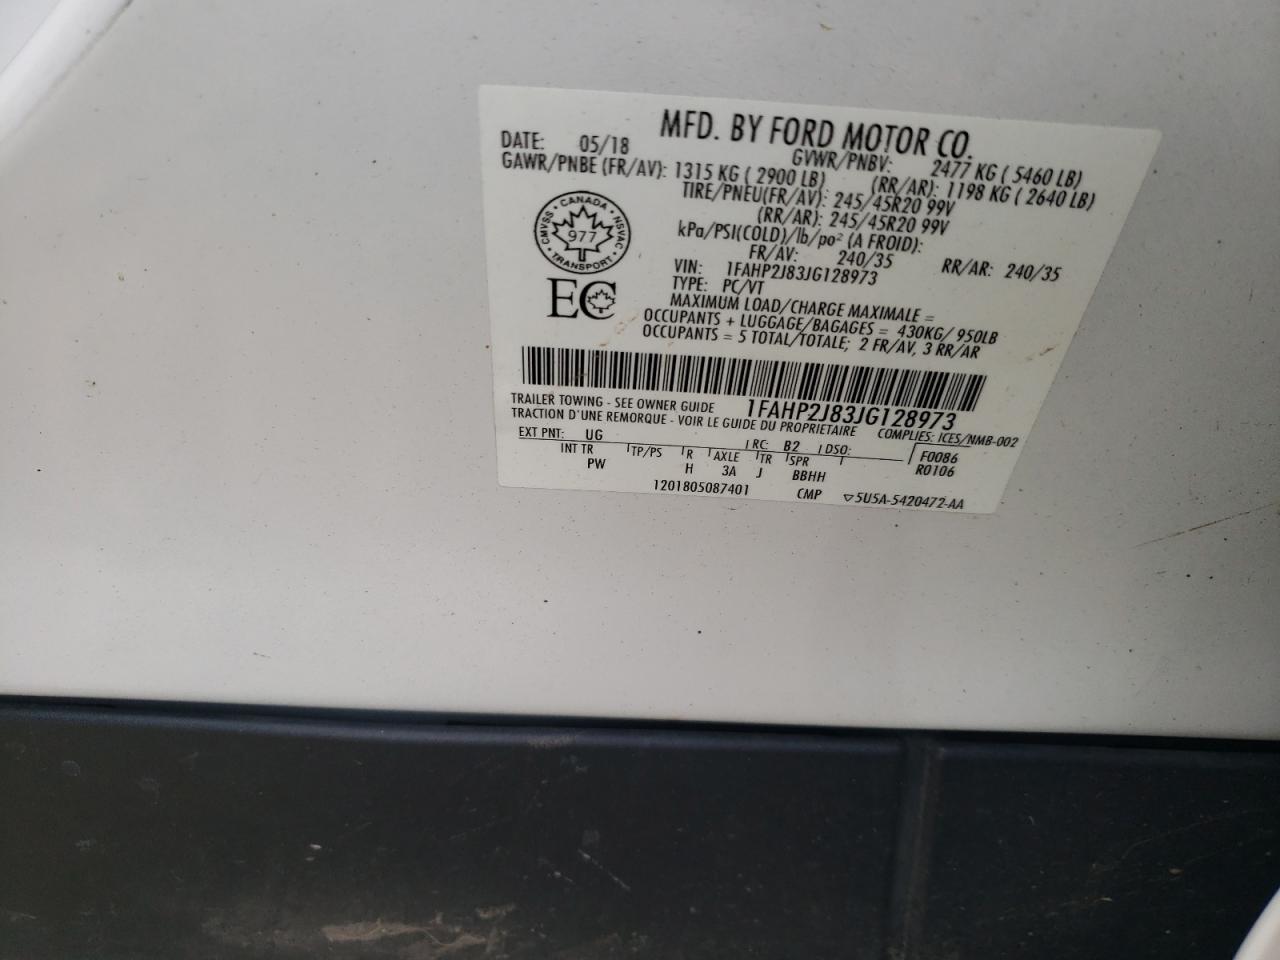 MFD. BY FORD MOTOR CO.
DATE: 05/18 GVWR/PNBV: 2477 KG ( 5460 LB)
GAWR/PNBE (FR/AV): 1315 KG ( 2900 LB) (RR/AR): 1198 KG ( 2640 LB)
TIRE/PNEU(FR/AV): 245/45R20 99V
(RR/AR): 245/45R20 99V
kPa/PSI(COLD)/lb/po² (A FROID):
FR/AV: 240/35 RR/AR: 240/35
CANADA
CMVSS NSVAC
977
TRANSPORT
VIN: 1FAHP2J83JG128973
TYPE: PC/VT
EC
MAXIMUM LOAD/CHARGE MAXIMALE =
OCCUPANTS + LUGGAGE/BAGAGES = 430KG/ 950LB
OCCUPANTS = 5 TOTAL/TOTALE; 2 FR/AV, 3 RR/AR
1FAHP2J83JG128973
TRAILER TOWING - SEE OWNER GUIDE
TRACTION D'UNE REMORQUE - VOIR LE GUIDE DU PROPRIETAIRE
COMPLIES: ICES/NMB-002
EXT PNT: UG RC: B2 DSO: F0086
INT TR TP/PS R AXLE TR SPR R0106
PW H 3A J BBHH
1201805087401 CMP ▽5U5A-5420472-AA